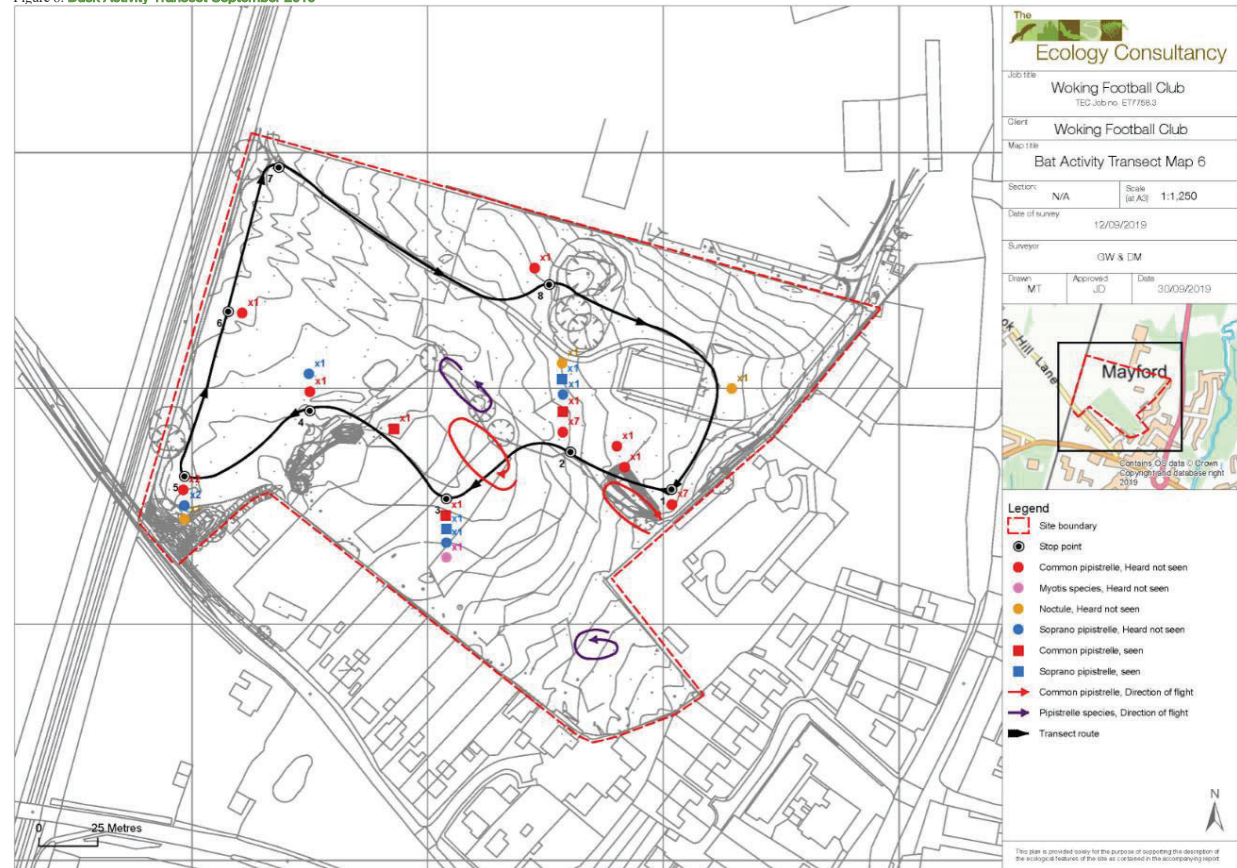 Figure 8: Dusk Activity Transect September 2019
The
Ecology Consultancy
Job title
Woking Football Club
TEC Job no. ET7758.3
Client
Woking Football Club
Map title
Bat Activity Transect Map 6
Section:
N/A
Scale
(at A3)
1:1,250
Date of survey
12/09/2019
Surveyor
GW & DM
Drawn
MT
Approved
JD
Date
30/09/2019
Hill Lane
Mayford
Contains OS data © Crown
Copyright and database right
2019
Legend
Site boundary
Stop point
Common pipistrelle, Heard not seen
Myotis species, Heard not seen
Noctule, Heard not seen
Soprano pipistrelle, Heard not seen
Common pipistrelle, seen
Soprano pipistrelle, seen
Common pipistrelle, Direction of flight
Pipistrelle species, Direction of flight
Transect route
N
This plan is provided solely for the purpose of supporting the description of
the ecological features of the site as contained in the accompanying report
7
x1
8
x1
6
x1
x1
x1
x1
x1
x7
x1
x1
4
x1
x1
x1
2
5
x2
3
x1
x1
x1
x1
1
x7
0
25 Metres